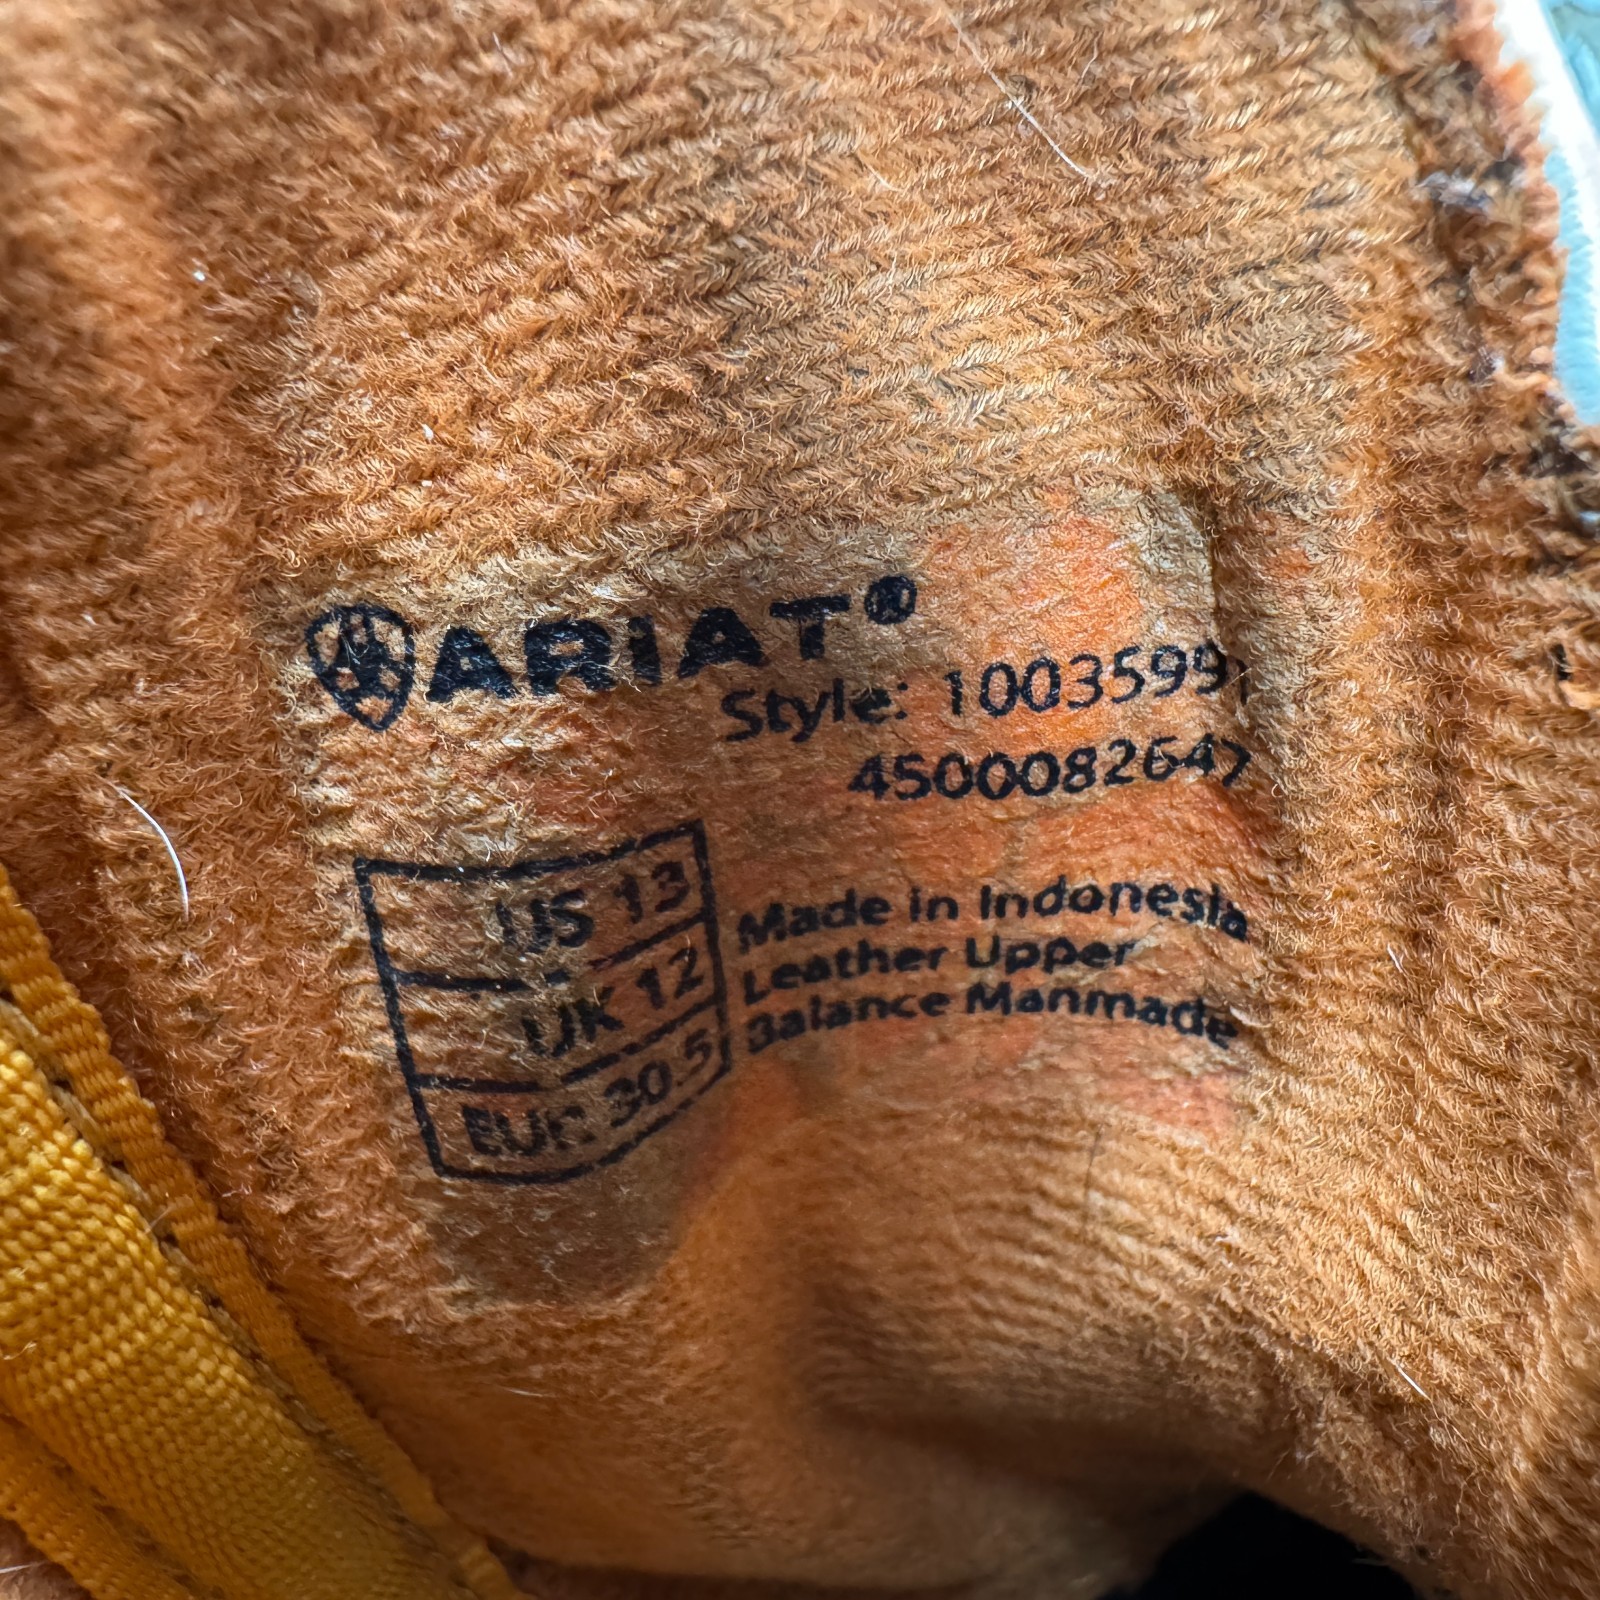 ARIAT®
Style: 10035997
4500082647
US 13
UK 12
EUR 30.5
Made in Indonesia
Leather Upper
Balance Manmade